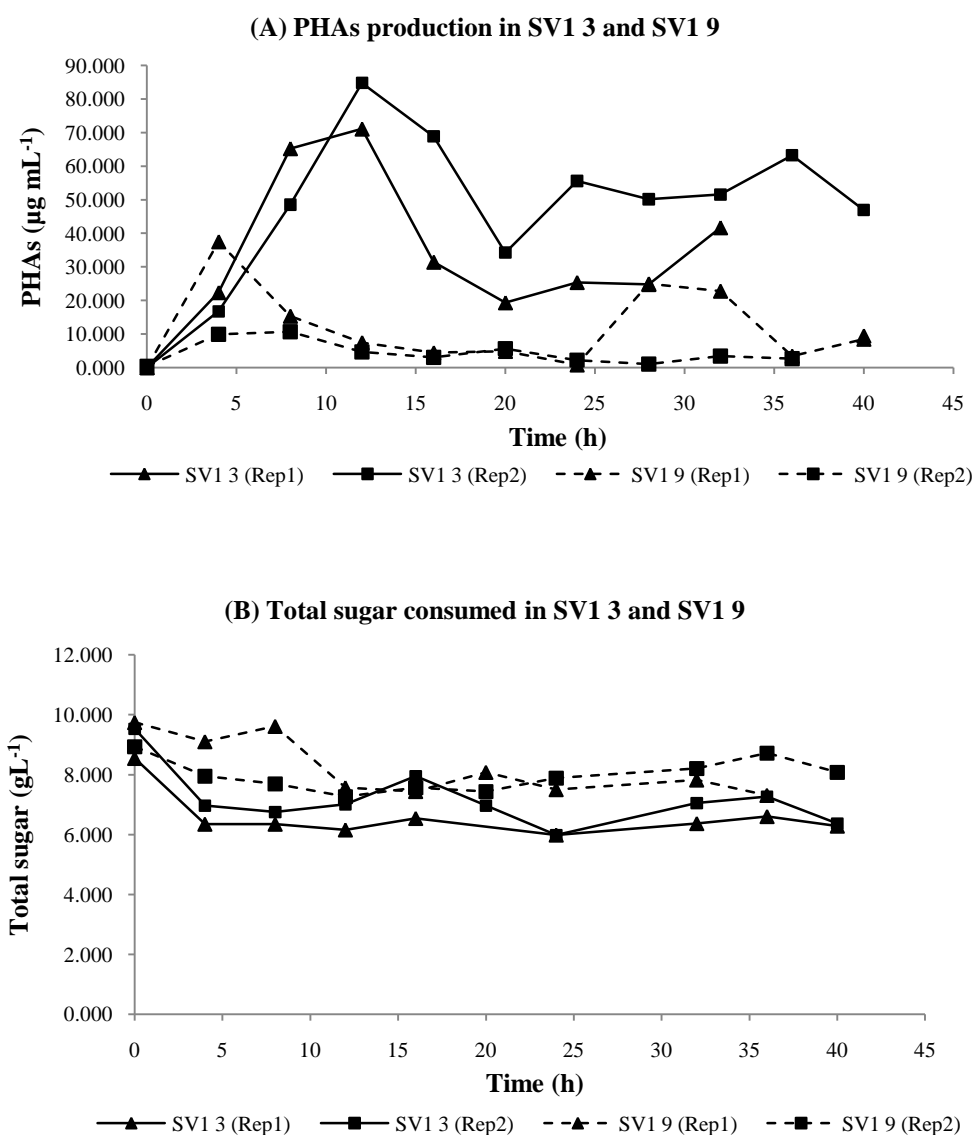 (A) PHAs production in SV1 3 and SV1 9
90.000
80.000
70.000
60.000
50.000
40.000
30.000
20.000
10.000
0.000
PHAs (µg mL-1)
0 5 10 15 20 25 30 35 40 45
Time (h)
SV1 3 (Rep1) SV1 3 (Rep2) SV1 9 (Rep1) SV1 9 (Rep2)
(B) Total sugar consumed in SV1 3 and SV1 9
12.000
10.000
8.000
6.000
4.000
2.000
0.000
Total sugar (gL-1)
0 5 10 15 20 25 30 35 40 45
Time (h)
SV1 3 (Rep1) SV1 3 (Rep2) SV1 9 (Rep1) SV1 9 (Rep2)